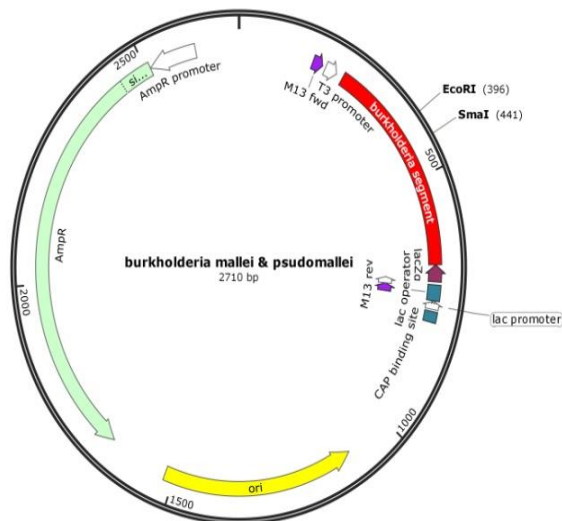 2500
si...
AmpR promoter
M13 fwd
T3 promoter
burkholderia segment
EcoRI (396)
SmaI (441)
500
AmpR
burkholderia mallei & psudomallei
2710 bp
lacZα
lac operator
M13 rev
lac promoter
CAP binding site
2000
1000
ori
1500